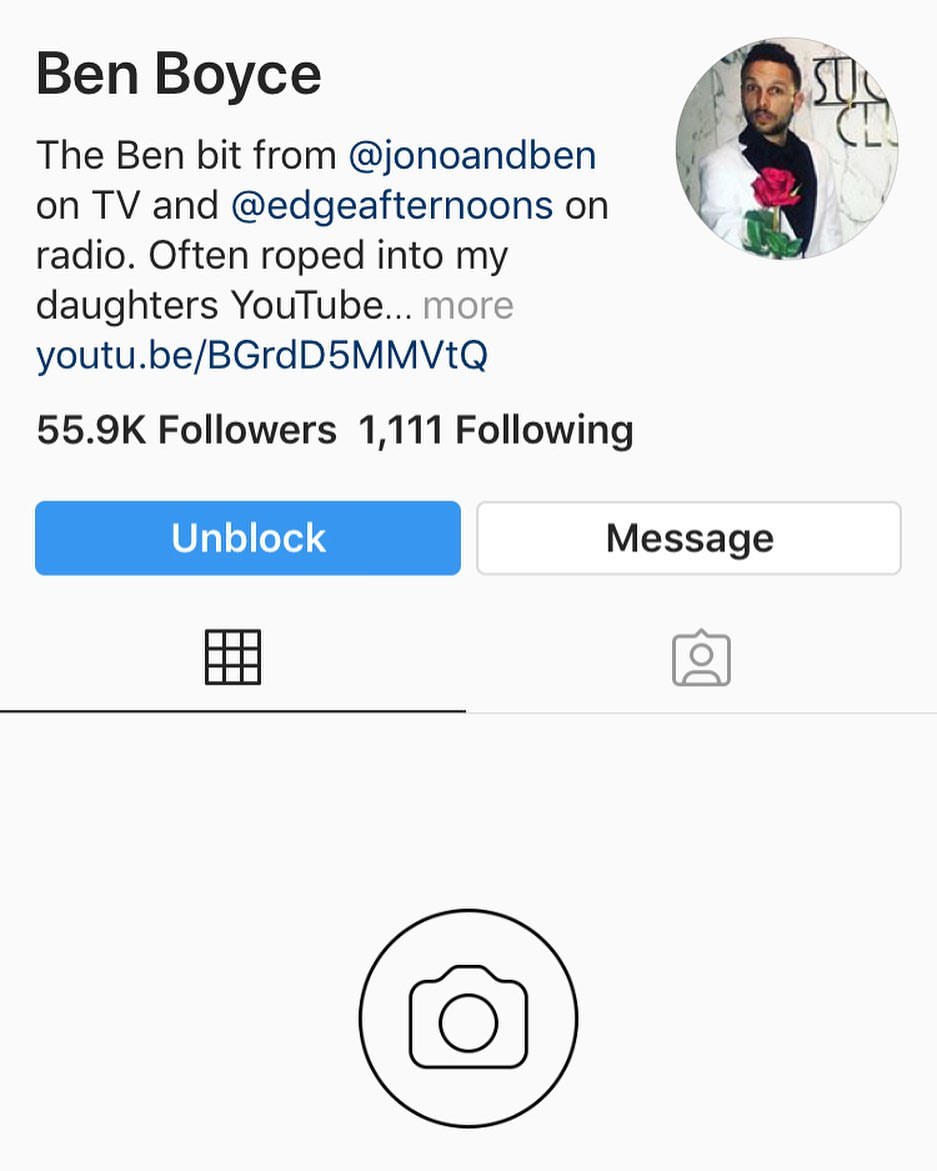 Ben Boyce
The Ben bit from @jonoandben
on TV and @edgeafternoons on
radio. Often roped into my
daughters YouTube... more
youtu.be/BGrdD5MMVtQ
55.9K Followers 1,111 Following
Unblock
Message